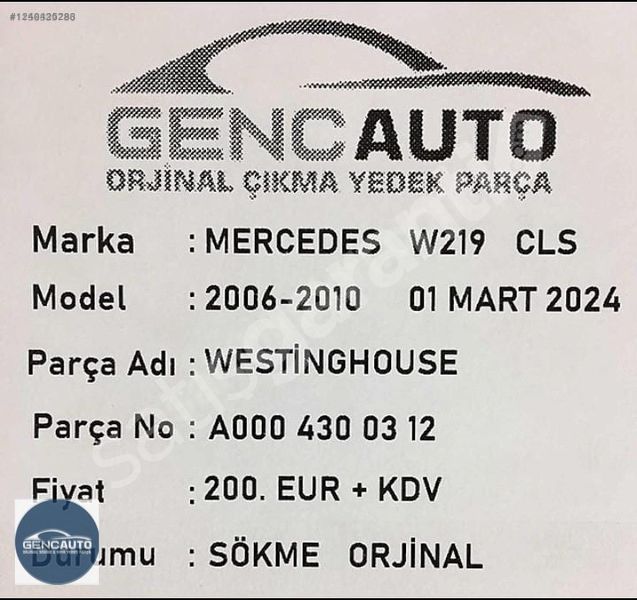 GENCAUTO
ORJİNAL ÇIKMA YEDEK PARÇA
Marka : MERCEDES W219 CLS
Model : 2006-2010 01 MART 2024
Parça Adı : WESTİNGHOUSE
Parça No : A000 430 03 12
Fiyat : 200. EUR + KDV
Durumu : SÖKME ORJİNAL
GENCAUTO